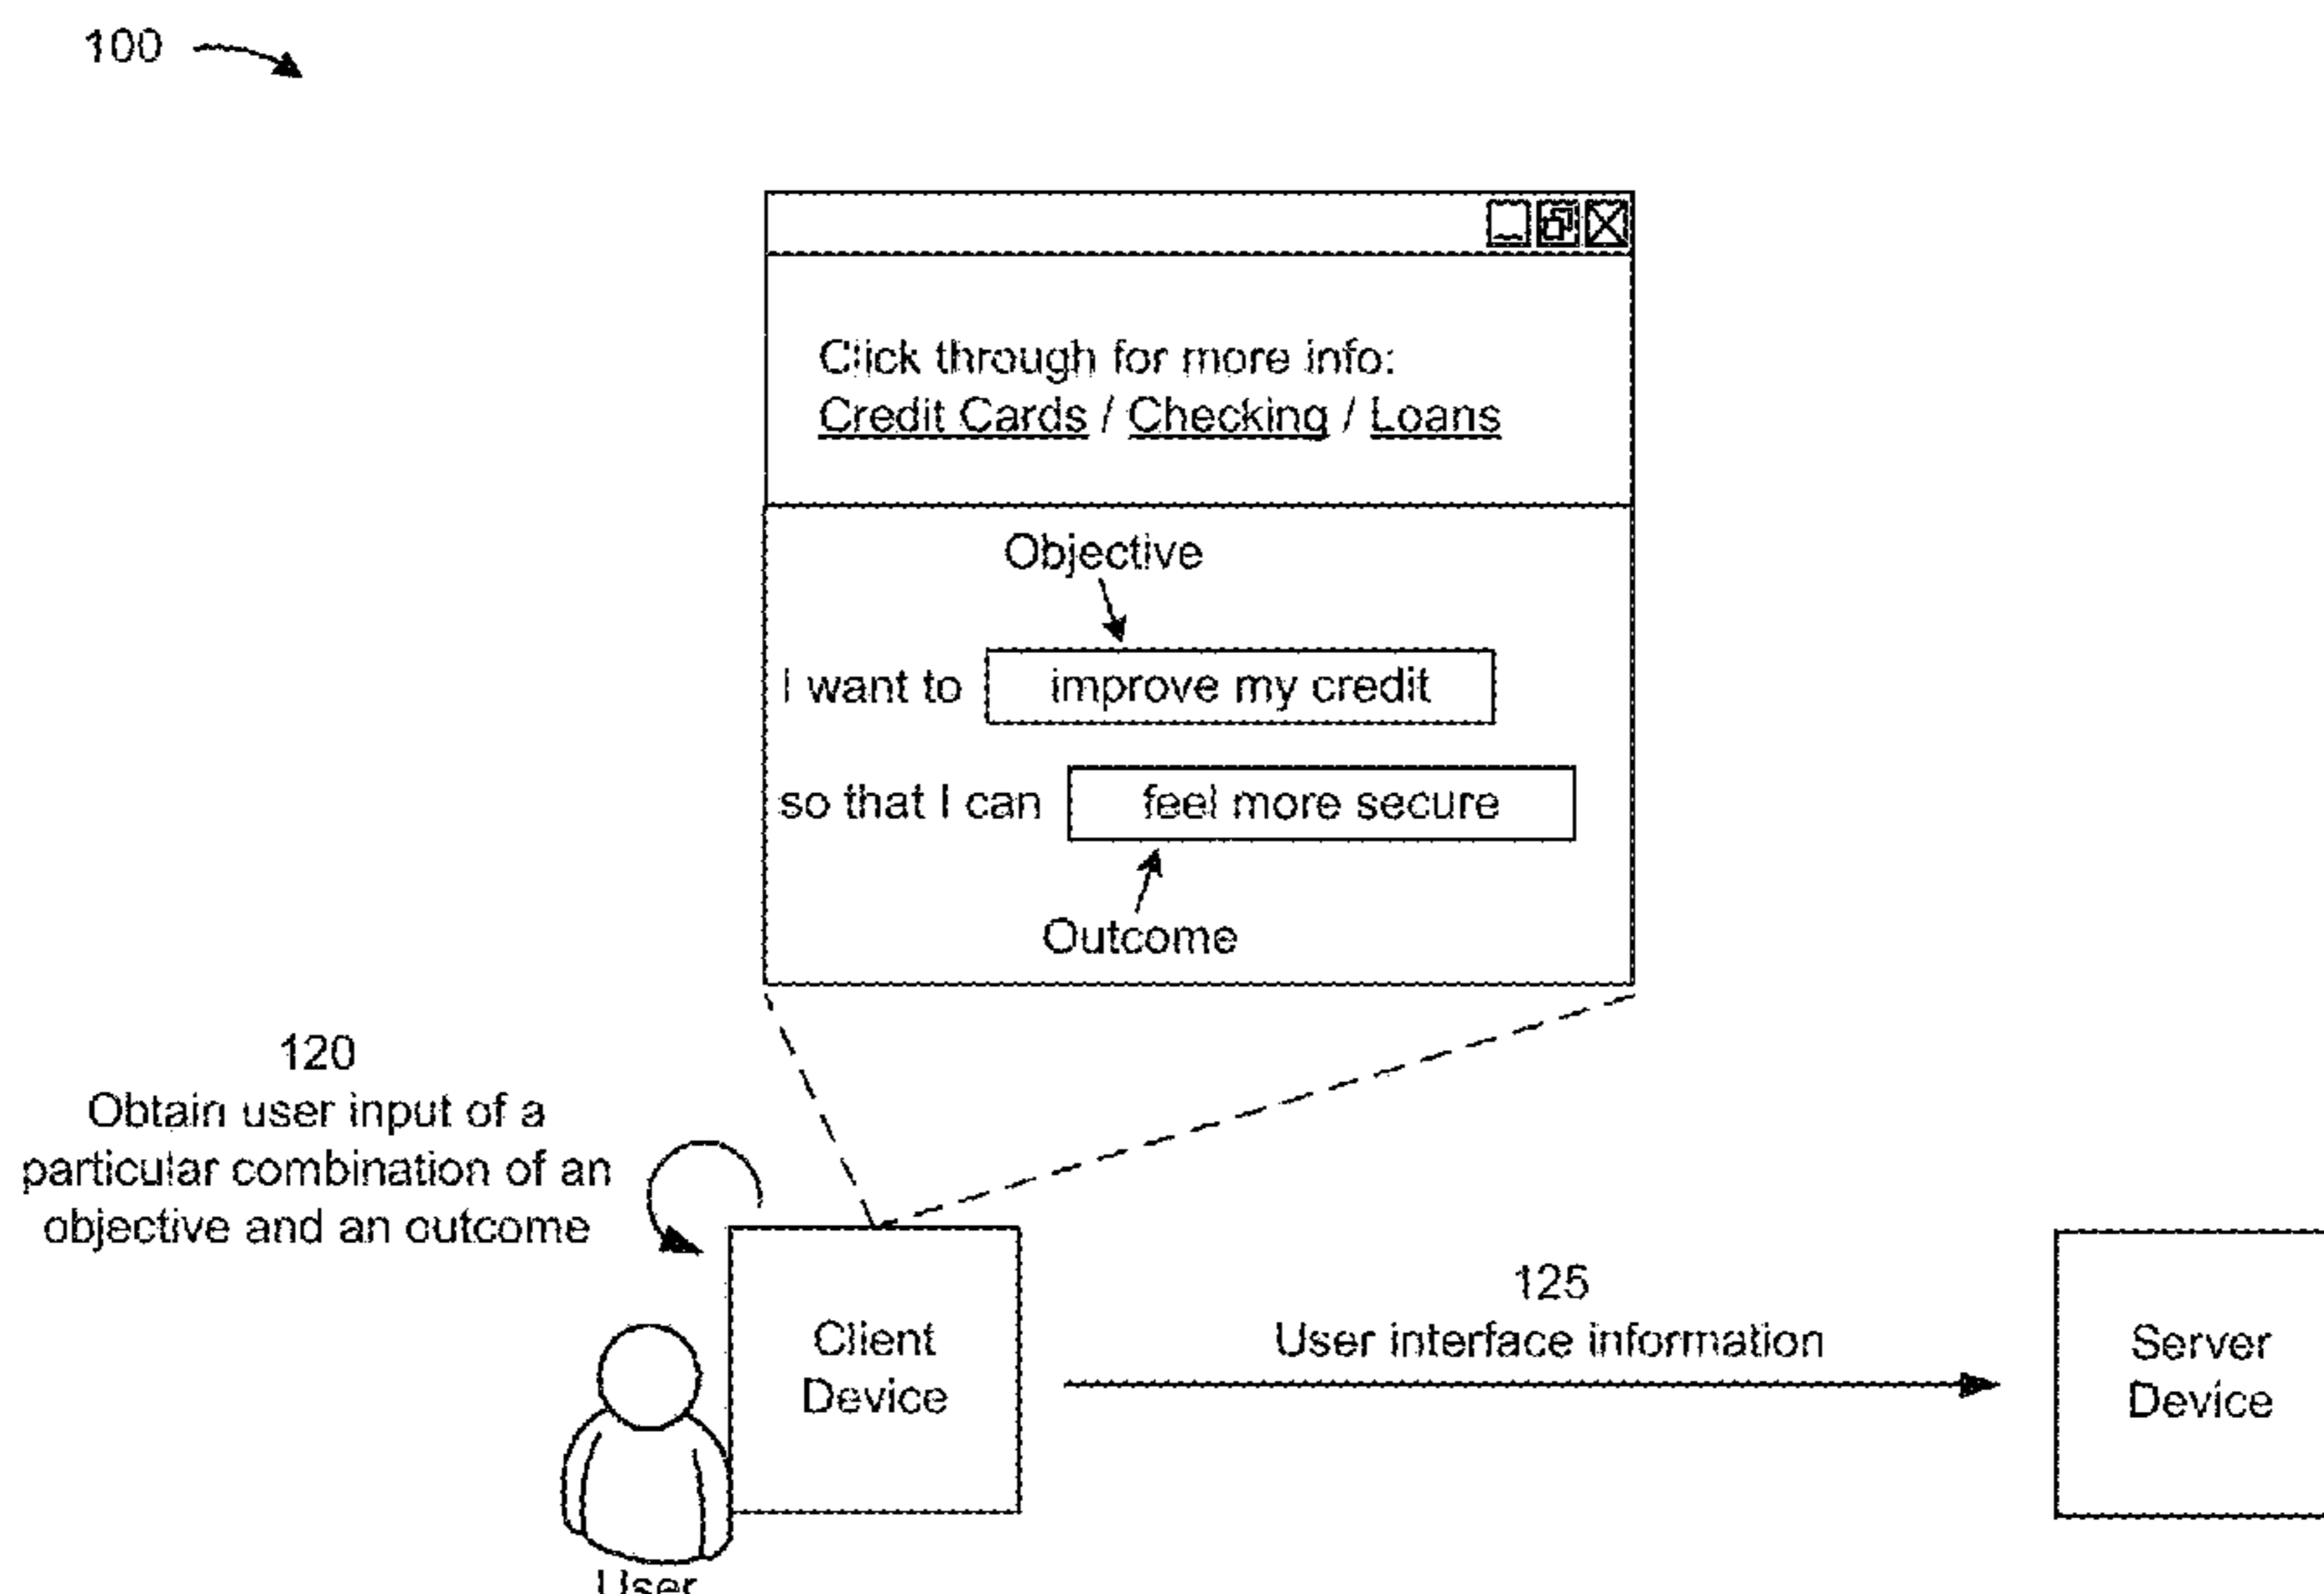 100
Click through for more info:
Credit Cards / Checking / Loans
Objective
I want to improve my credit
so that I can feel more secure
Outcome
120
Obtain user input of a
particular combination of an
objective and an outcome
125
User interface information
Client
Device
Server
Device
User